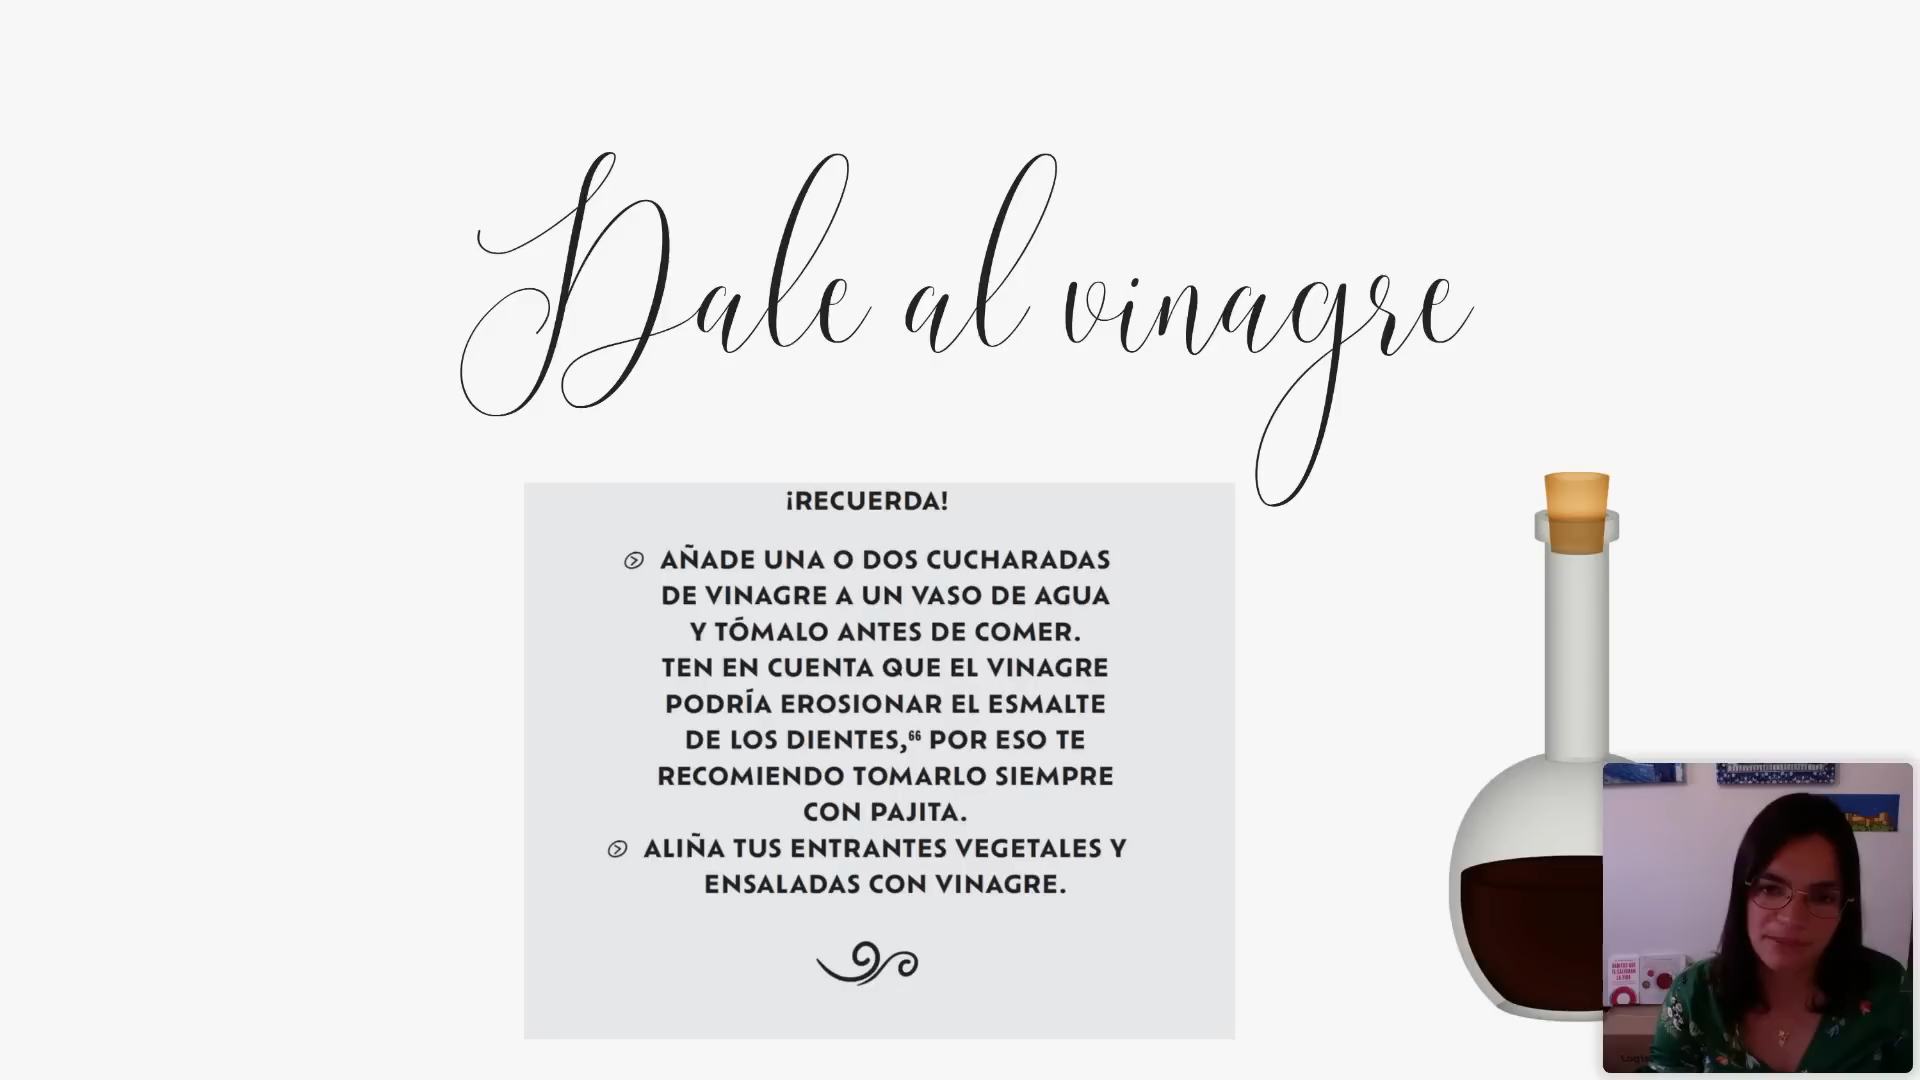 Dale al vinagre
¡RECUERDA!
AÑADE UNA O DOS CUCHARADAS
DE VINAGRE A UN VASO DE AGUA
Y TÓMALO ANTES DE COMER.
TEN EN CUENTA QUE EL VINAGRE
PODRÍA EROSIONAR EL ESMALTE
DE LOS DIENTES,⁶⁶ POR ESO TE
RECOMIENDO TOMARLO SIEMPRE
CON PAJITA.
ALIÑA TUS ENTRANTES VEGETALES Y
ENSALADAS CON VINAGRE.